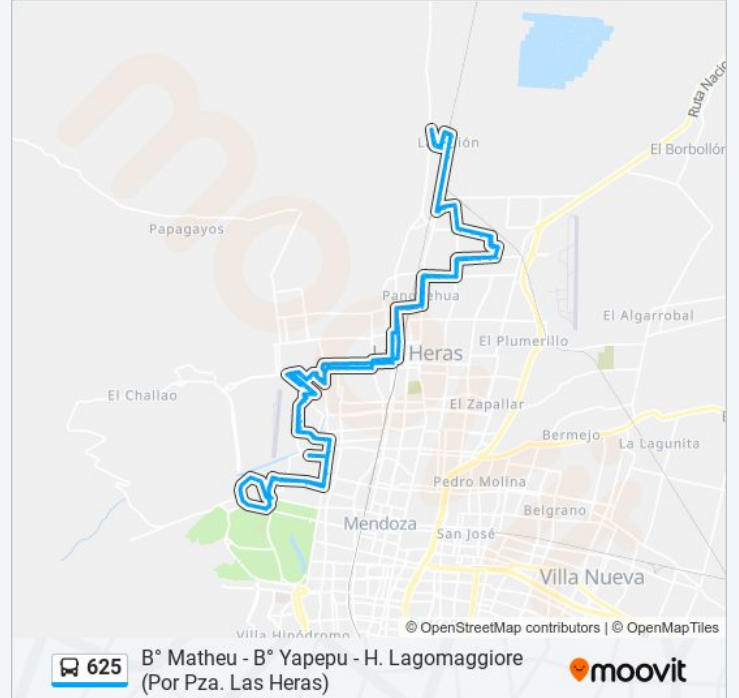 Ruta Nacio
El Borbollón
Papagayos
El Algarrobal
El Plumerillo
Heras
El Challao
El Zapallar
Bermejo
La Lagunita
Pedro Molina
Belgrano
Mendoza
San José
Villa Nueva
Villa Hipódromo
© OpenStreetMap contributors | © OpenMapTiles
625
B° Matheu - B° Yapepu - H. Lagomaggiore
(Por Pza. Las Heras)
moovit